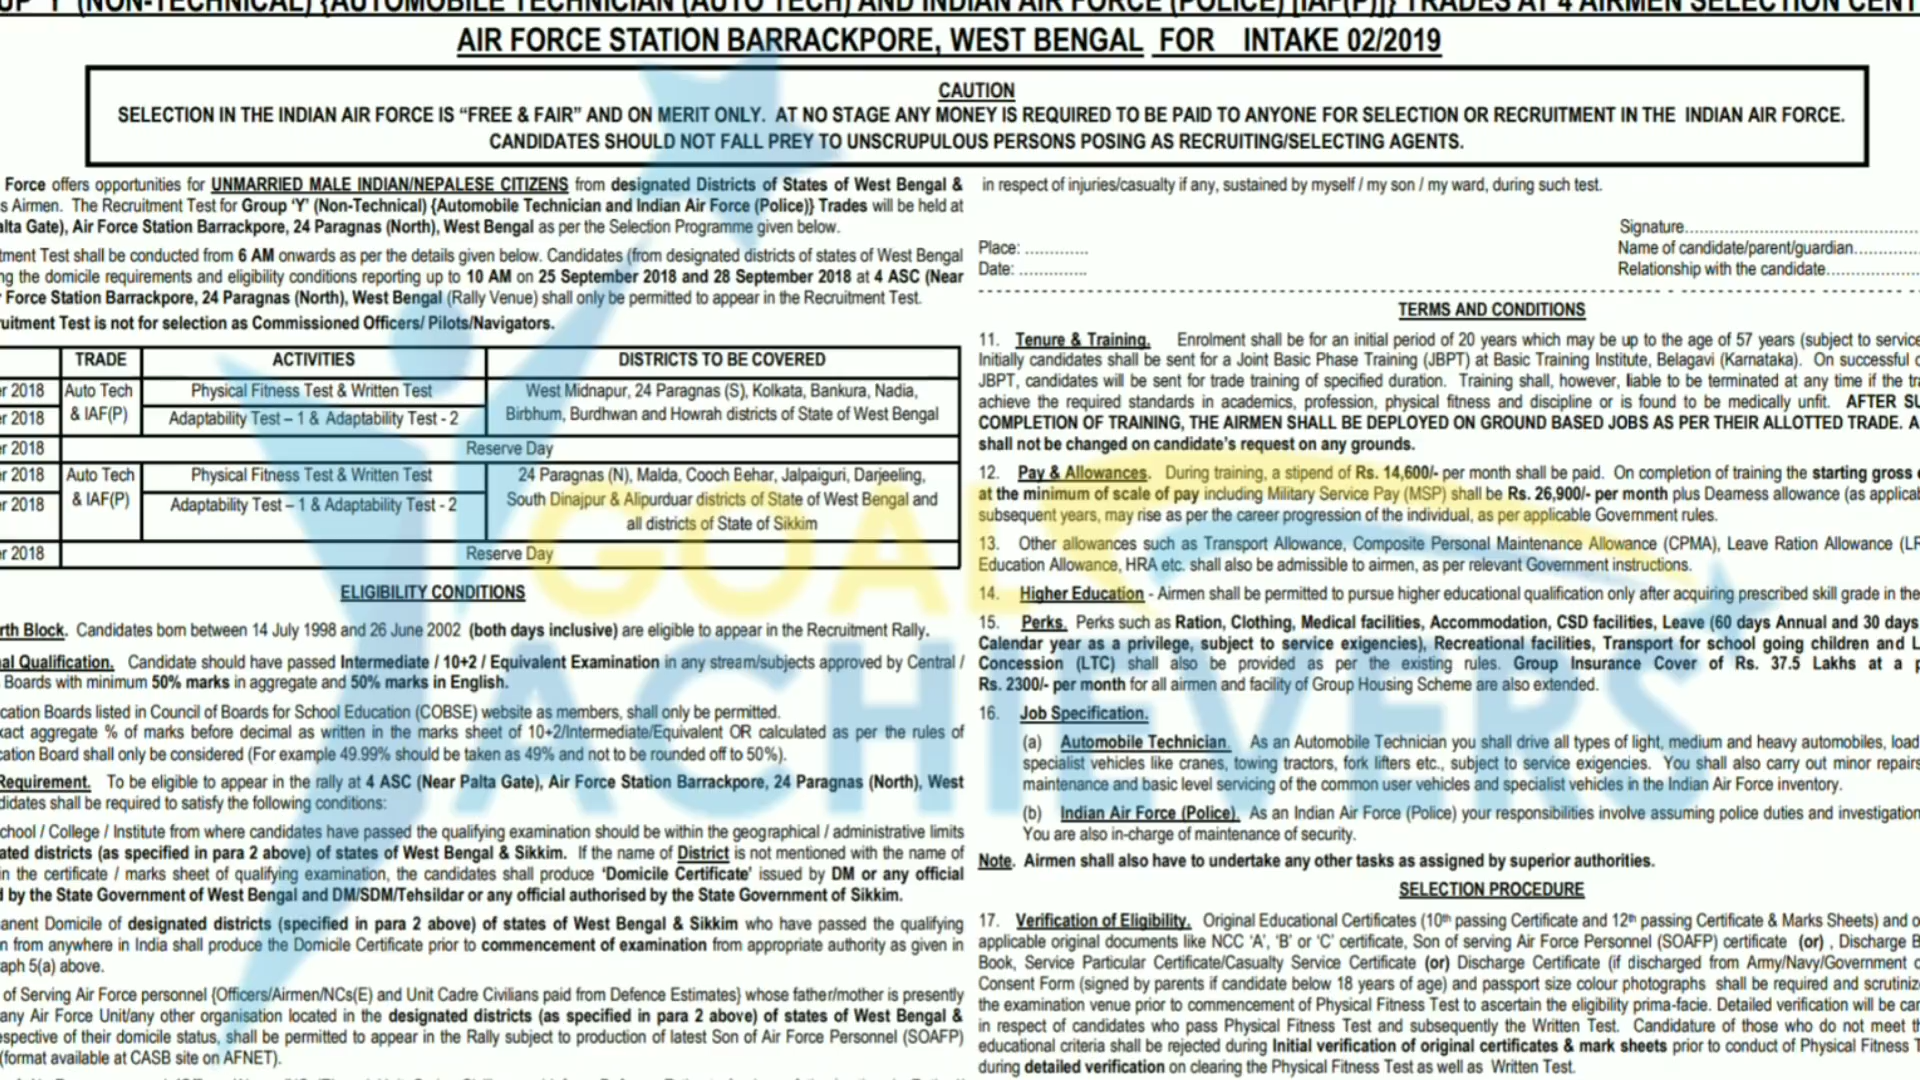 UP 'Y' (NON-TECHNICAL) {AUTOMOBILE TECHNICIAN (AUTO TECH) AND INDIAN AIR FORCE (POLICE) [IAF(P)]} TRADES AT 4 AIRMEN SELECTION CENT
AIR FORCE STATION BARRACKPORE, WEST BENGAL FOR INTAKE 02/2019
CAUTION
SELECTION IN THE INDIAN AIR FORCE IS “FREE & FAIR” AND ON MERIT ONLY. AT NO STAGE ANY MONEY IS REQUIRED TO BE PAID TO ANYONE FOR SELECTION OR RECRUITMENT IN THE INDIAN AIR FORCE.
CANDIDATES SHOULD NOT FALL PREY TO UNSCRUPULOUS PERSONS POSING AS RECRUITING/SELECTING AGENTS.
Force offers opportunities for UNMARRIED MALE INDIAN/NEPALESE CITIZENS from designated Districts of States of West Bengal &
s Airmen. The Recruitment Test for Group 'Y' (Non-Technical) {Automobile Technician and Indian Air Force (Police)} Trades will be held at
alta Gate), Air Force Station Barrackpore, 24 Paragnas (North), West Bengal as per the Selection Programme given below.
tment Test shall be conducted from 6 AM onwards as per the details given below. Candidates (from designated districts of states of West Bengal
ng the domicile requirements and eligibility conditions reporting up to 10 AM on 25 September 2018 and 28 September 2018 at 4 ASC (Near
r Force Station Barrackpore, 24 Paragnas (North), West Bengal (Rally Venue) shall only be permitted to appear in the Recruitment Test.
ruitment Test is not for selection as Commissioned Officers/ Pilots/Navigators.
TRADE ACTIVITIES DISTRICTS TO BE COVERED
r 2018 Auto Tech Physical Fitness Test & Written Test West Midnapur, 24 Paragnas (S), Kolkata, Bankura, Nadia,
r 2018 & IAF(P) Adaptability Test – 1 & Adaptability Test - 2 Birbhum, Burdhwan and Howrah districts of State of West Bengal
r 2018 Reserve Day
r 2018 Auto Tech Physical Fitness Test & Written Test 24 Paragnas (N), Malda, Cooch Behar, Jalpaiguri, Darjeeling,
r 2018 & IAF(P) Adaptability Test – 1 & Adaptability Test - 2 South Dinajpur & Alipurduar districts of State of West Bengal and
all districts of State of Sikkim
r 2018 Reserve Day
ELIGIBILITY CONDITIONS
rth Block. Candidates born between 14 July 1998 and 26 June 2002 (both days inclusive) are eligible to appear in the Recruitment Rally.
nal Qualification. Candidate should have passed Intermediate / 10+2 / Equivalent Examination in any stream/subjects approved by Central /
Boards with minimum 50% marks in aggregate and 50% marks in English.
cation Boards listed in Council of Boards for School Education (COBSE) website as members, shall only be permitted.
xact aggregate % of marks before decimal as written in the marks sheet of 10+2/Intermediate/Equivalent OR calculated as per the rules of
cation Board shall only be considered (For example 49.99% should be taken as 49% and not to be rounded off to 50%).
Requirement. To be eligible to appear in the rally at 4 ASC (Near Palta Gate), Air Force Station Barrackpore, 24 Paragnas (North), West
didates shall be required to satisfy the following conditions:
chool / College / Institute from where candidates have passed the qualifying examination should be within the geographical / administrative limits
ated districts (as specified in para 2 above) of states of West Bengal & Sikkim. If the name of District is not mentioned with the name of
in the certificate / marks sheet of qualifying examination, the candidates shall produce 'Domicile Certificate' issued by DM or any official
d by the State Government of West Bengal and DM/SDM/Tehsildar or any official authorised by the State Government of Sikkim.
anent Domicile of designated districts (specified in para 2 above) of states of West Bengal & Sikkim who have passed the qualifying
n from anywhere in India shall produce the Domicile Certificate prior to commencement of examination from appropriate authority as given in
aph 5(a) above.
of Serving Air Force personnel {Officers/Airmen/NCs(E) and Unit Cadre Civilians paid from Defence Estimates} whose father/mother is presently
any Air Force Unit/any other organisation located in the designated districts (as specified in para 2 above) of states of West Bengal &
espective of their domicile status, shall be permitted to appear in the Rally subject to production of latest Son of Air Force Personnel (SOAFP)
(format available at CASB site on AFNET).
in respect of injuries/casualty if any, sustained by myself / my son / my ward, during such test.
Signature..........................................
Place: ............. Name of candidate/parent/guardian.............
Date: .............. Relationship with the candidate....................
TERMS AND CONDITIONS
11. Tenure & Training. Enrolment shall be for an initial period of 20 years which may be up to the age of 57 years (subject to service
Initially candidates shall be sent for a Joint Basic Phase Training (JBPT) at Basic Training Institute, Belagavi (Karnataka). On successful c
JBPT, candidates will be sent for trade training of specified duration. Training shall, however, liable to be terminated at any time if the tra
achieve the required standards in academics, profession, physical fitness and discipline or is found to be medically unfit. AFTER SU
COMPLETION OF TRAINING, THE AIRMEN SHALL BE DEPLOYED ON GROUND BASED JOBS AS PER THEIR ALLOTTED TRADE. A
shall not be changed on candidate's request on any grounds.
12. Pay & Allowances. During training, a stipend of Rs. 14,600/- per month shall be paid. On completion of training the starting gross
at the minimum of scale of pay including Military Service Pay (MSP) shall be Rs. 26,900/- per month plus Dearness allowance (as applicab
subsequent years, may rise as per the career progression of the individual, as per applicable Government rules.
13. Other allowances such as Transport Allowance, Composite Personal Maintenance Allowance (CPMA), Leave Ration Allowance (LR
Education Allowance, HRA etc. shall also be admissible to airmen, as per relevant Government instructions.
14. Higher Education - Airmen shall be permitted to pursue higher educational qualification only after acquiring prescribed skill grade in the
15. Perks. Perks such as Ration, Clothing, Medical facilities, Accommodation, CSD facilities, Leave (60 days Annual and 30 days
Calendar year as a privilege, subject to service exigencies), Recreational facilities, Transport for school going children and L
Concession (LTC) shall also be provided as per the existing rules. Group Insurance Cover of Rs. 37.5 Lakhs at a p
Rs. 2300/- per month for all airmen and facility of Group Housing Scheme are also extended.
16. Job Specification.
(a) Automobile Technician. As an Automobile Technician you shall drive all types of light, medium and heavy automobiles, load
specialist vehicles like cranes, towing tractors, fork lifters etc., subject to service exigencies. You shall also carry out minor repairs
maintenance and basic level servicing of the common user vehicles and specialist vehicles in the Indian Air Force inventory.
(b) Indian Air Force (Police). As an Indian Air Force (Police) your responsibilities involve assuming police duties and investigation
You are also in-charge of maintenance of security.
Note. Airmen shall also have to undertake any other tasks as assigned by superior authorities.
SELECTION PROCEDURE
17. Verification of Eligibility. Original Educational Certificates (10th passing Certificate and 12th passing Certificate & Marks Sheets) and o
applicable original documents like NCC 'A', 'B' or 'C' certificate, Son of serving Air Force Personnel (SOAFP) certificate (or) , Discharge B
Book, Service Particular Certificate/Casualty Service Certificate (or) Discharge Certificate (if discharged from Army/Navy/Government o
Consent Form (signed by parents if candidate below 18 years of age) and passport size colour photographs shall be required and scrutiniz
the examination venue prior to commencement of Physical Fitness Test to ascertain the eligibility prima-facie. Detailed verification will be car
in respect of candidates who pass Physical Fitness Test and subsequently the Written Test. Candidature of those who do not meet th
educational criteria shall be rejected during Initial verification of original certificates & mark sheets prior to conduct of Physical Fitness T
during detailed verification on clearing the Physical Fitness Test as well as Written Test.
GOAL
ACHIEVERS